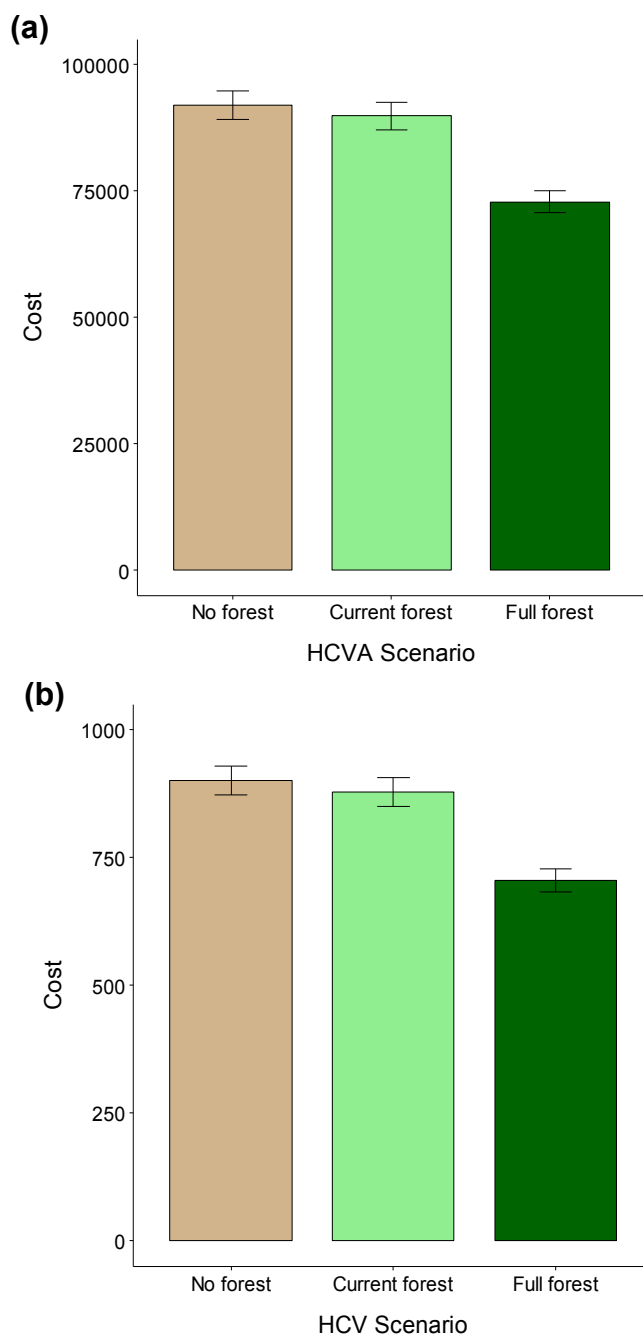 (a)
100000
75000
50000
25000
0
Cost
No forest Current forest Full forest
HCVA Scenario
(b)
1000
750
500
250
0
Cost
No forest Current forest Full forest
HCV Scenario